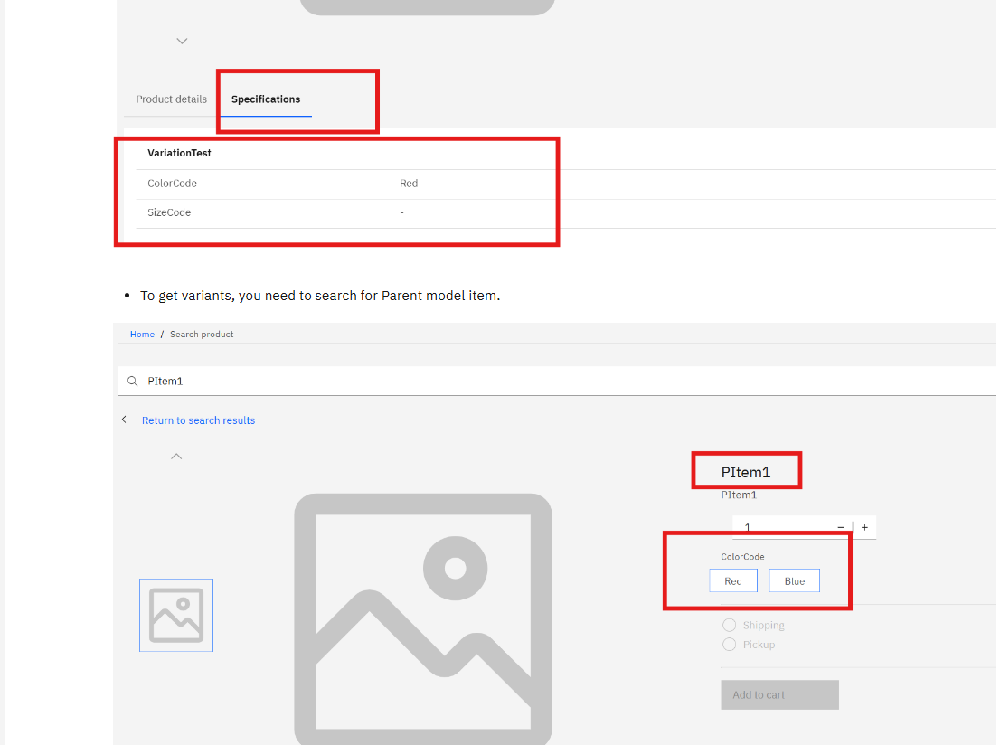 Product details
Specifications
VariationTest
ColorCode Red
SizeCode -
• To get variants, you need to search for Parent model item.
Home / Search product
PItem1
Return to search results
PItem1
PItem1
1 − +
ColorCode
Red Blue
Shipping
Pickup
Add to cart